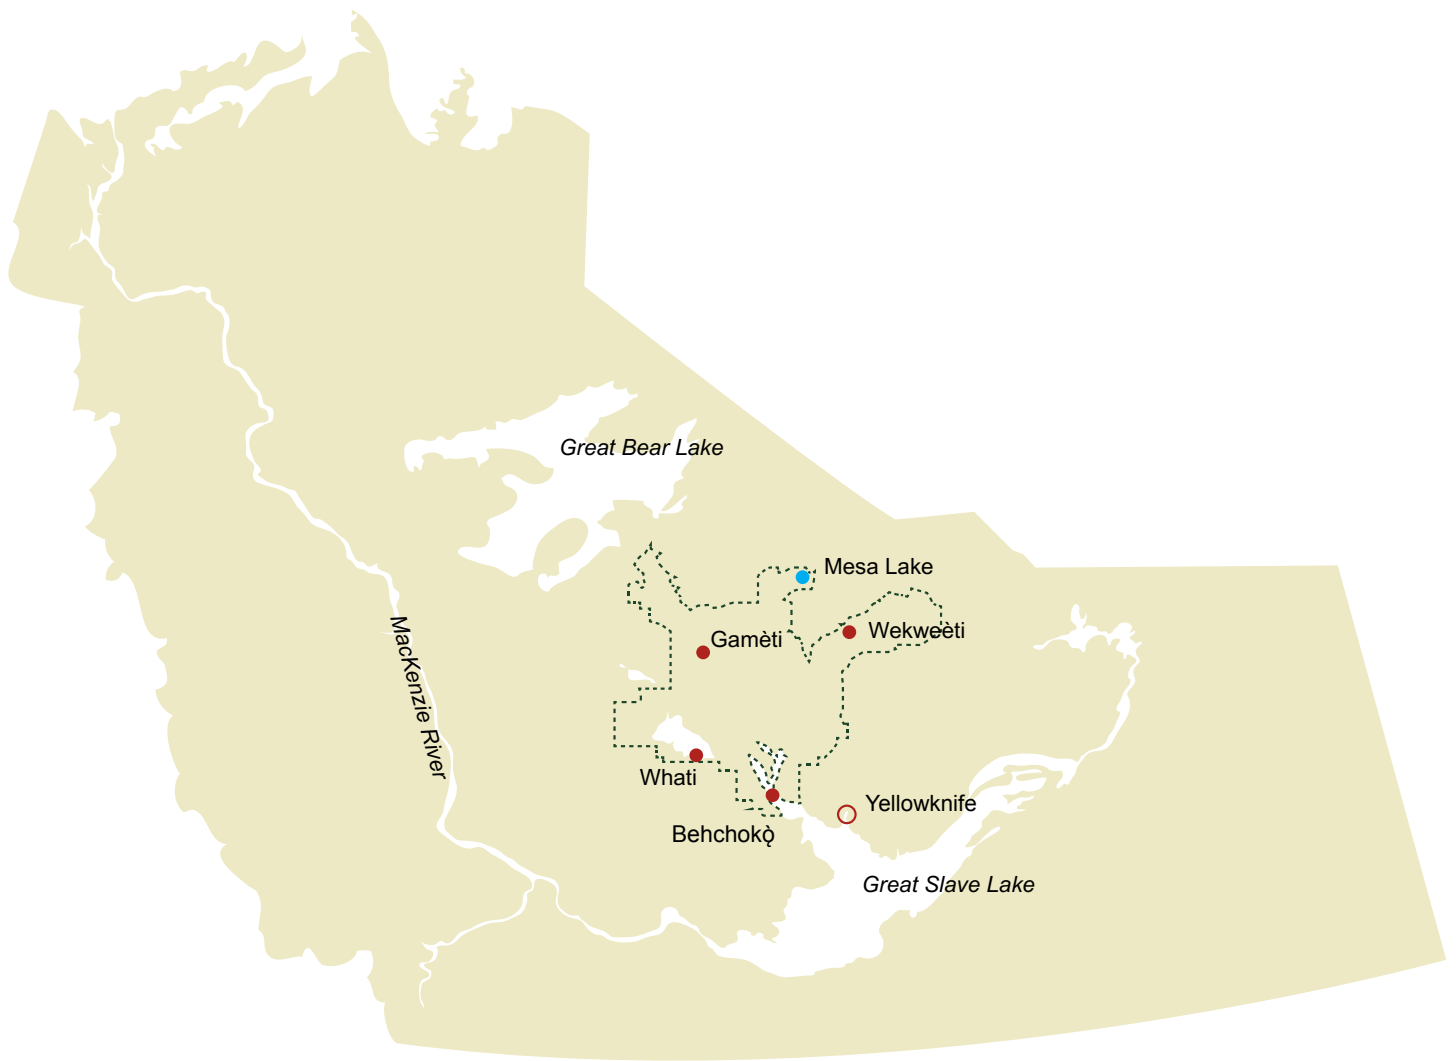 Great Bear Lake
Mesa Lake
Wekweèti
Gamèti
MacKenzie River
Whati
Yellowknife
Behchokǫ̀
Great Slave Lake